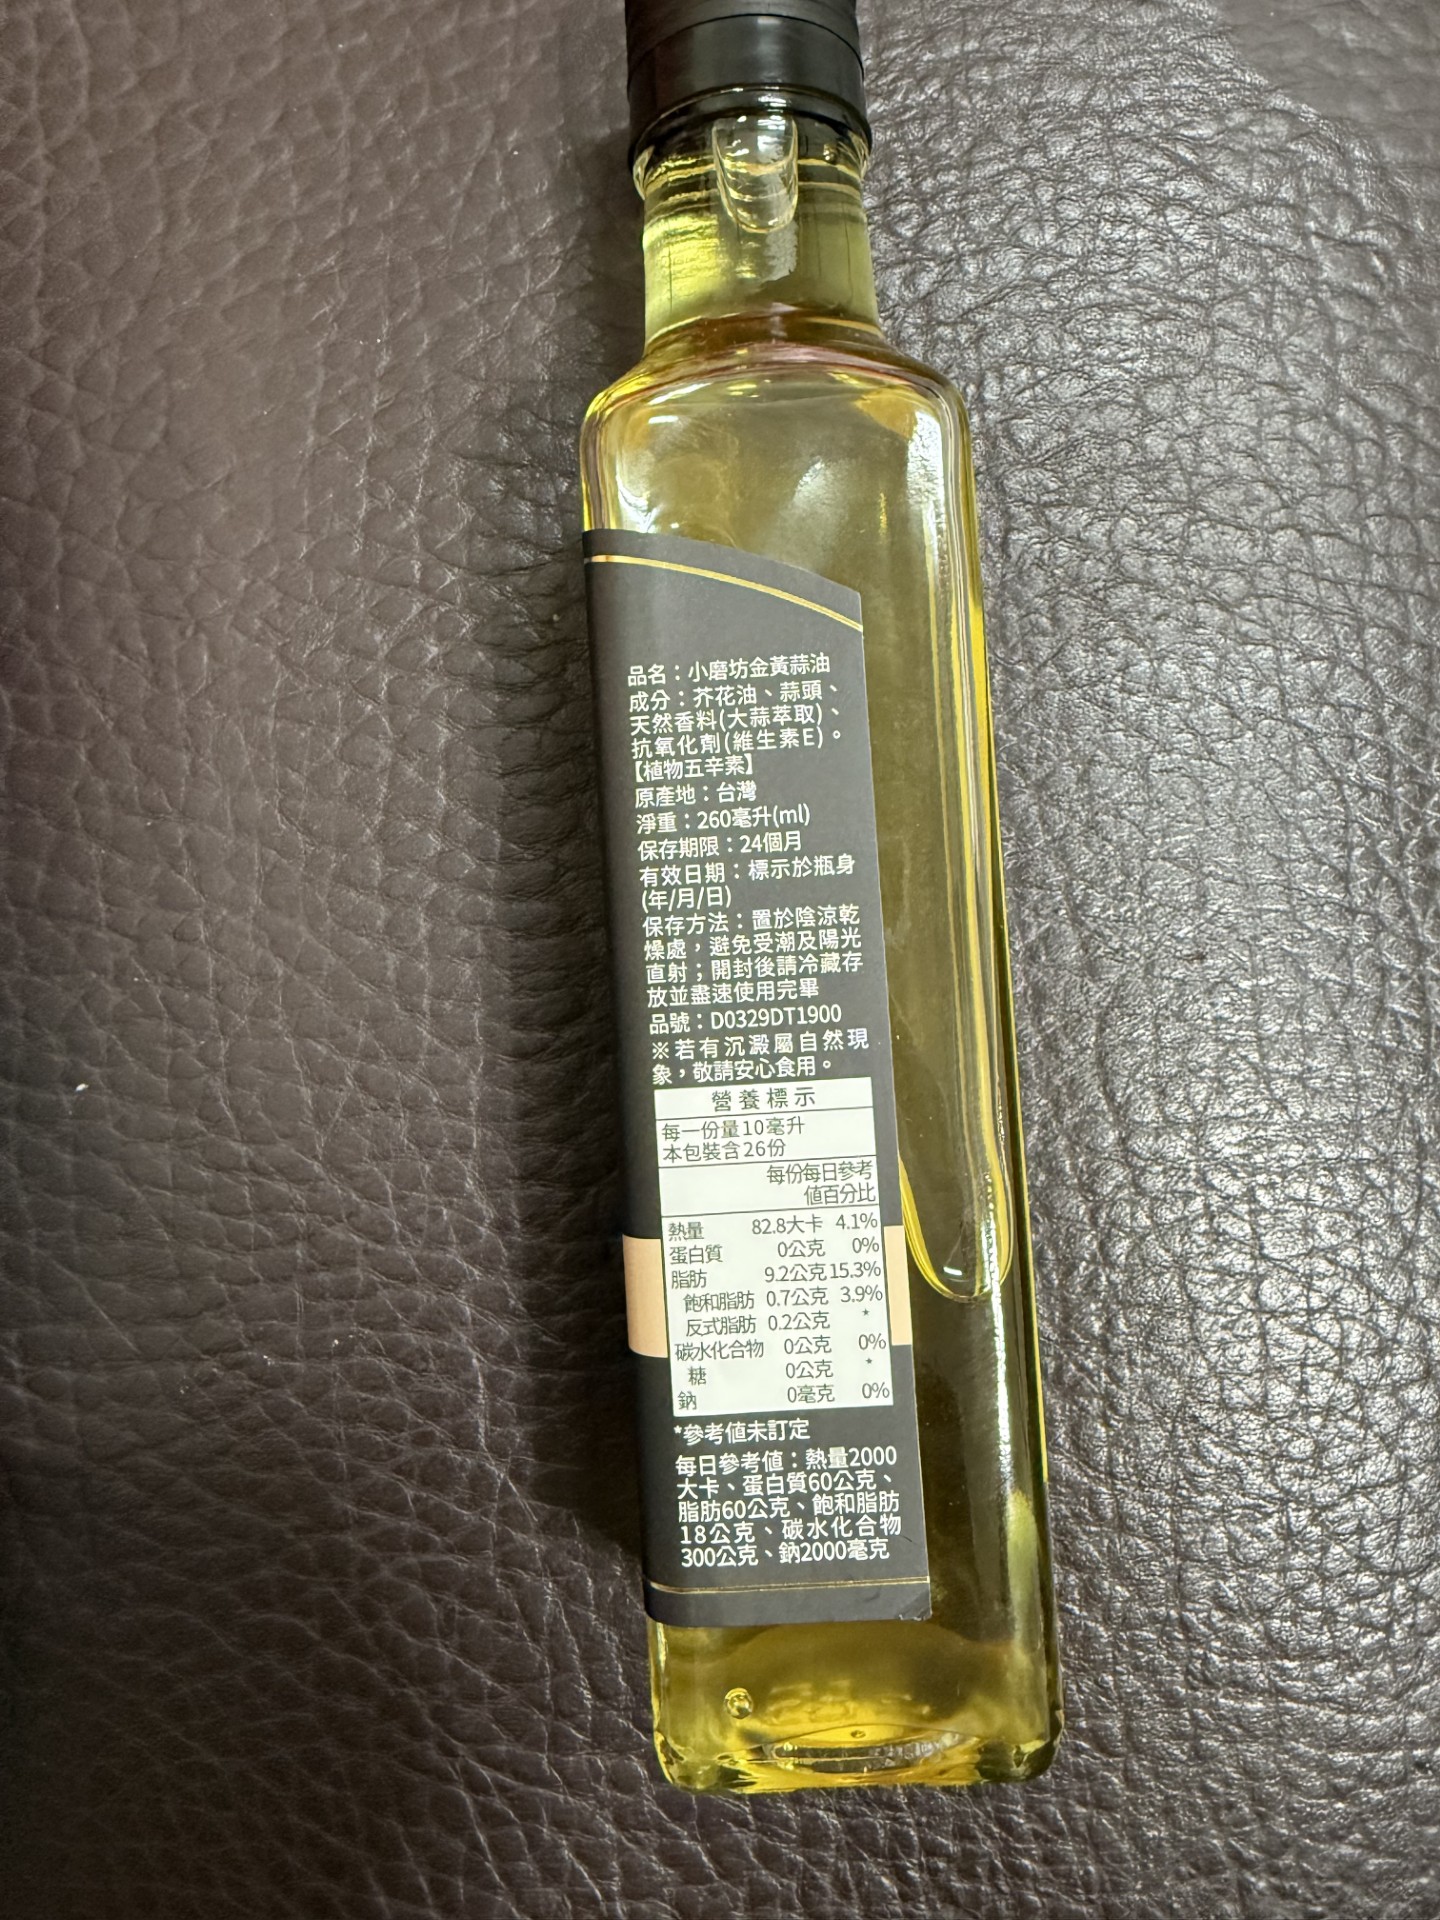 品名：小磨坊金黃蒜油
成分：芥花油、蒜頭、
天然香料(大蒜萃取)、
抗氧化劑(維生素E)。
【植物五辛素】
原產地：台灣
淨重：260毫升(ml)
保存期限：24個月
有效日期：標示於瓶身
(年/月/日)
保存方法：置於陰涼乾
燥處，避免受潮及陽光
直射；開封後請冷藏存
放並盡速使用完畢
品號：D0329DT1900
※若有沉澱屬自然現
象，敬請安心食用。
營養標示
每一份量10毫升
本包裝含26份
每份每日參考
值百分比
熱量 82.8大卡 4.1%
蛋白質 0公克 0%
脂肪 9.2公克 15.3%
飽和脂肪 0.7公克 3.9%
反式脂肪 0.2公克 *
碳水化合物 0公克 0%
糖 0公克 *
鈉 0毫克 0%
*參考值未訂定
每日參考值：熱量2000
大卡、蛋白質60公克、
脂肪60公克、飽和脂肪
18公克、碳水化合物
300公克、鈉2000毫克